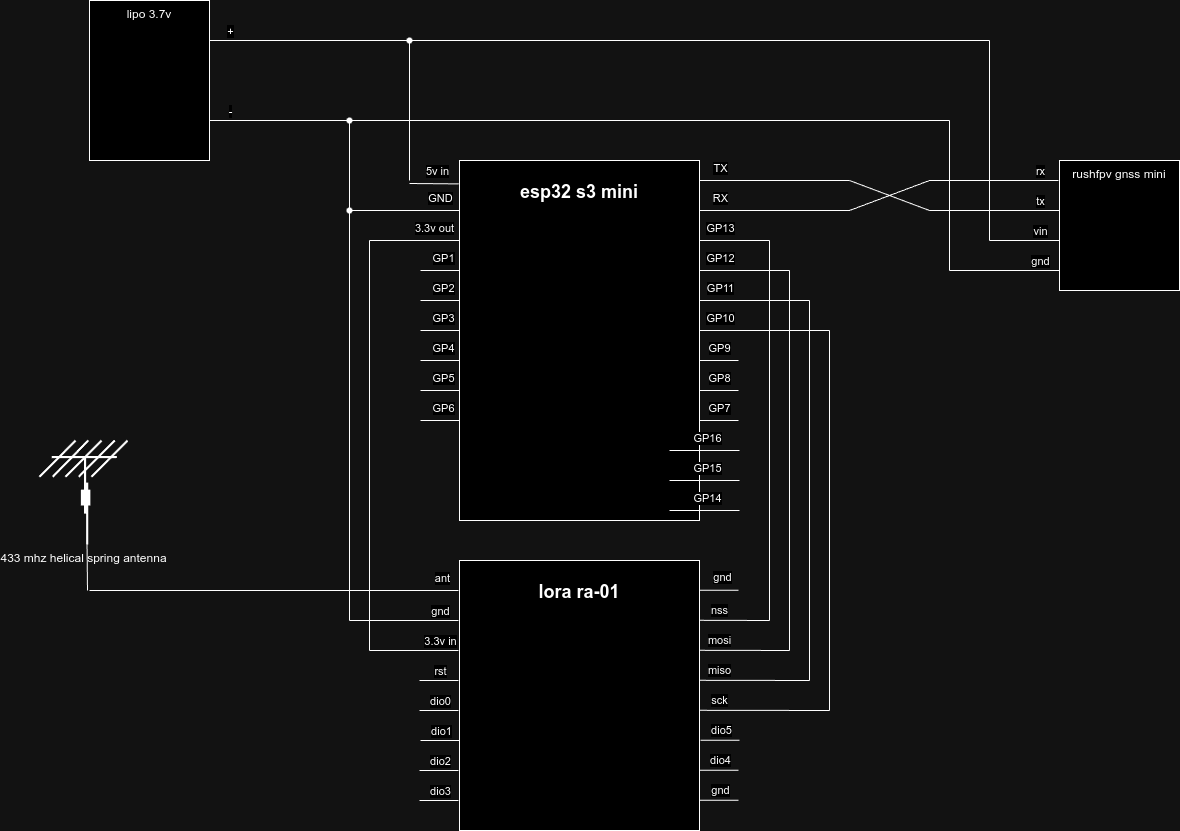 lipo 3.7v
+
-
5v in
GND
3.3v out
GP1
GP2
GP3
GP4
GP5
GP6
esp32 s3 mini
TX
RX
GP13
GP12
GP11
GP10
GP9
GP8
GP7
GP16
GP15
GP14
rx
tx
vin
gnd
rushfpv gnss mini
433 mhz helical spring antenna
ant
gnd
3.3v in
rst
dio0
dio1
dio2
dio3
lora ra-01
gnd
nss
mosi
miso
sck
dio5
dio4
gnd